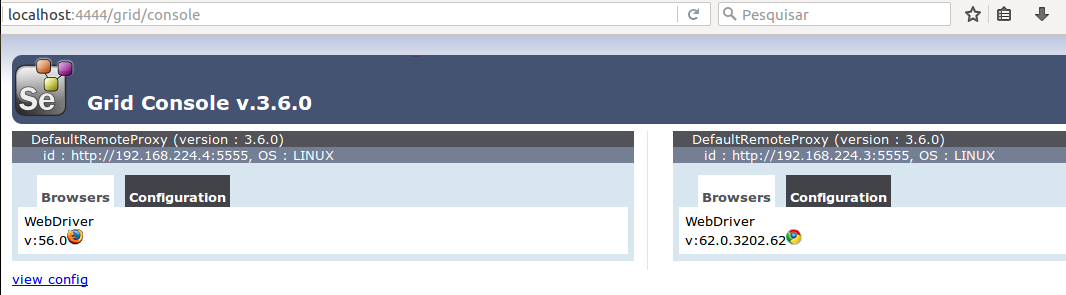 localhost:4444/grid/console
Pesquisar
Se
Grid Console v.3.6.0
DefaultRemoteProxy (version : 3.6.0)
id : http://192.168.224.4:5555, OS : LINUX
Browsers Configuration
WebDriver
v:56.0
DefaultRemoteProxy (version : 3.6.0)
id : http://192.168.224.3:5555, OS : LINUX
Browsers Configuration
WebDriver
v:62.0.3202.62
view config